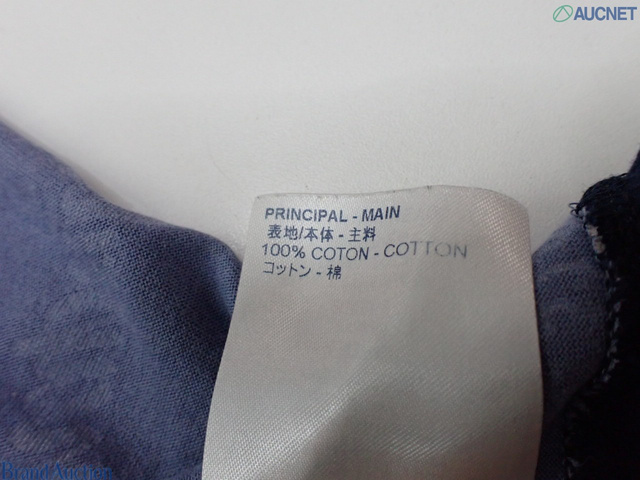 AUCNET
PRINCIPAL - MAIN
表地/本体 - 主料
100% COTON - COTTON
コットン - 棉
Brand Auction